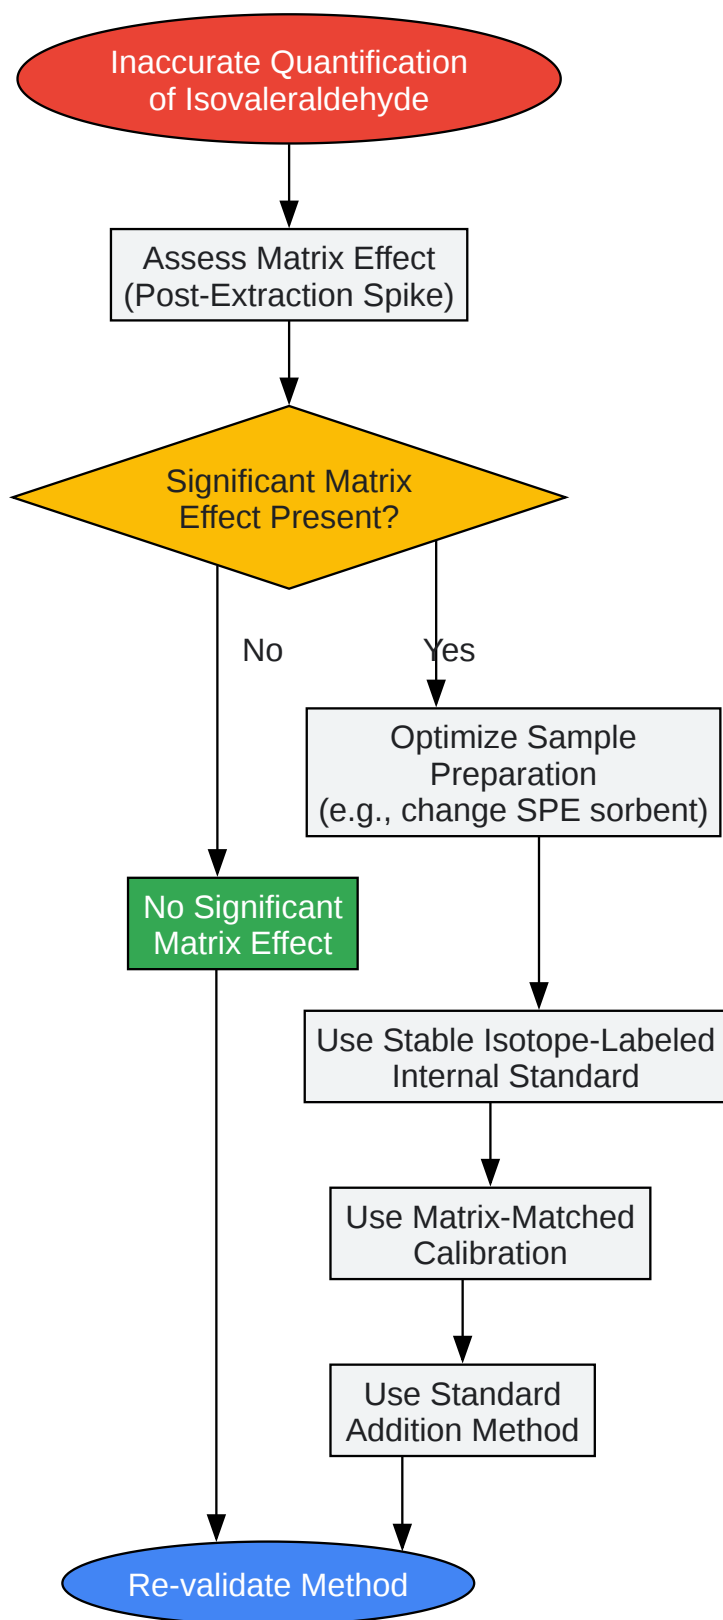 Inaccurate Quantification
of Isovaleraldehyde
Assess Matrix Effect
(Post-Extraction Spike)
Significant Matrix
Effect Present?
No
Yes
Optimize Sample
Preparation
(e.g., change SPE sorbent)
No Significant
Matrix Effect
Use Stable Isotope-Labeled
Internal Standard
Use Matrix-Matched
Calibration
Use Standard
Addition Method
Re-validate Method